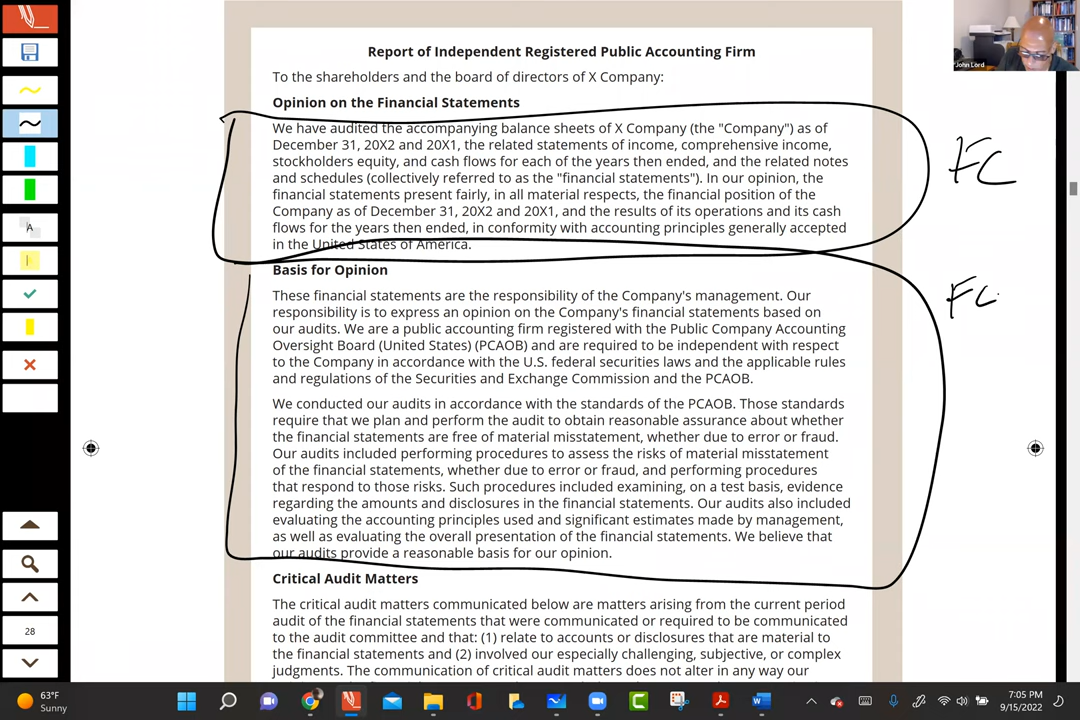 John Lord
Report of Independent Registered Public Accounting Firm
To the shareholders and the board of directors of X Company:
Opinion on the Financial Statements
We have audited the accompanying balance sheets of X Company (the "Company") as of
December 31, 20X2 and 20X1, the related statements of income, comprehensive income,
stockholders equity, and cash flows for each of the years then ended, and the related notes
and schedules (collectively referred to as the "financial statements"). In our opinion, the
financial statements present fairly, in all material respects, the financial position of the
Company as of December 31, 20X2 and 20X1, and the results of its operations and its cash
flows for the years then ended, in conformity with accounting principles generally accepted
in the United States of America.
FC
Basis for Opinion
These financial statements are the responsibility of the Company's management. Our
responsibility is to express an opinion on the Company's financial statements based on
our audits. We are a public accounting firm registered with the Public Company Accounting
Oversight Board (United States) (PCAOB) and are required to be independent with respect
to the Company in accordance with the U.S. federal securities laws and the applicable rules
and regulations of the Securities and Exchange Commission and the PCAOB.
FC
We conducted our audits in accordance with the standards of the PCAOB. Those standards
require that we plan and perform the audit to obtain reasonable assurance about whether
the financial statements are free of material misstatement, whether due to error or fraud.
Our audits included performing procedures to assess the risks of material misstatement
of the financial statements, whether due to error or fraud, and performing procedures
that respond to those risks. Such procedures included examining, on a test basis, evidence
regarding the amounts and disclosures in the financial statements. Our audits also included
evaluating the accounting principles used and significant estimates made by management,
as well as evaluating the overall presentation of the financial statements. We believe that
our audits provide a reasonable basis for our opinion.
Critical Audit Matters
The critical audit matters communicated below are matters arising from the current period
audit of the financial statements that were communicated or required to be communicated
to the audit committee and that: (1) relate to accounts or disclosures that are material to
the financial statements and (2) involved our especially challenging, subjective, or complex
judgments. The communication of critical audit matters does not alter in any way our
A
28
63°F
Sunny
7:05 PM
9/15/2022